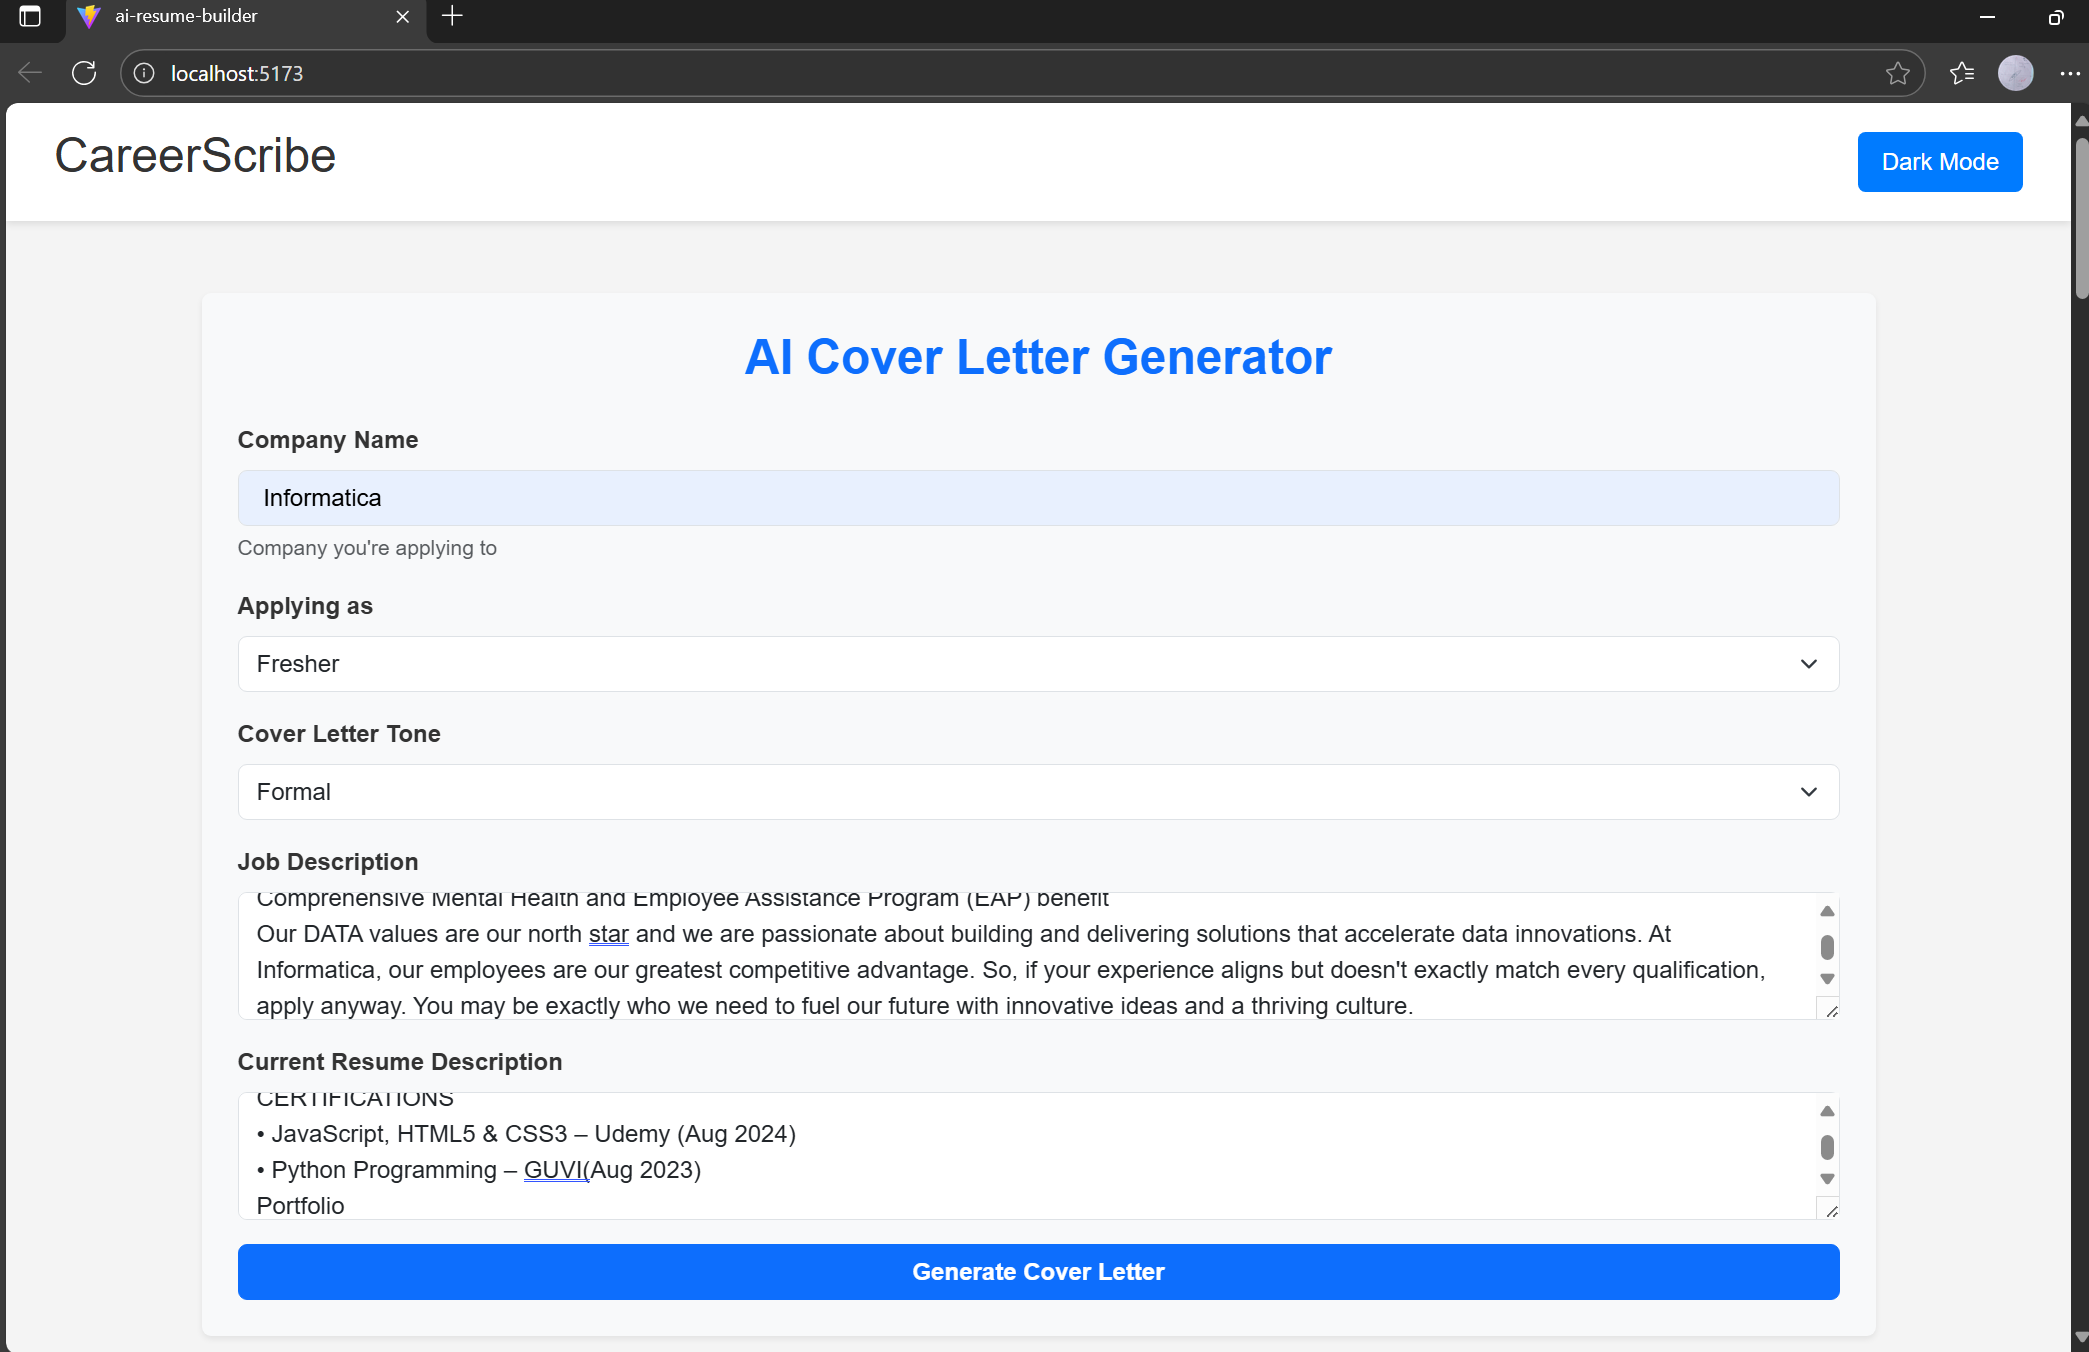 ai-resume-builder
localhost:5173
CareerScribe
Dark Mode
AI Cover Letter Generator
Company Name
Informatica
Company you're applying to
Applying as
Fresher
Cover Letter Tone
Formal
Job Description
Comprehensive Mental Health and Employee Assistance Program (EAP) benefit
Our DATA values are our north star and we are passionate about building and delivering solutions that accelerate data innovations. At
Informatica, our employees are our greatest competitive advantage. So, if your experience aligns but doesn't exactly match every qualification,
apply anyway. You may be exactly who we need to fuel our future with innovative ideas and a thriving culture.
Current Resume Description
CERTIFICATIONS
• JavaScript, HTML5 & CSS3 – Udemy (Aug 2024)
• Python Programming – GUVI(Aug 2023)
Portfolio
Generate Cover Letter